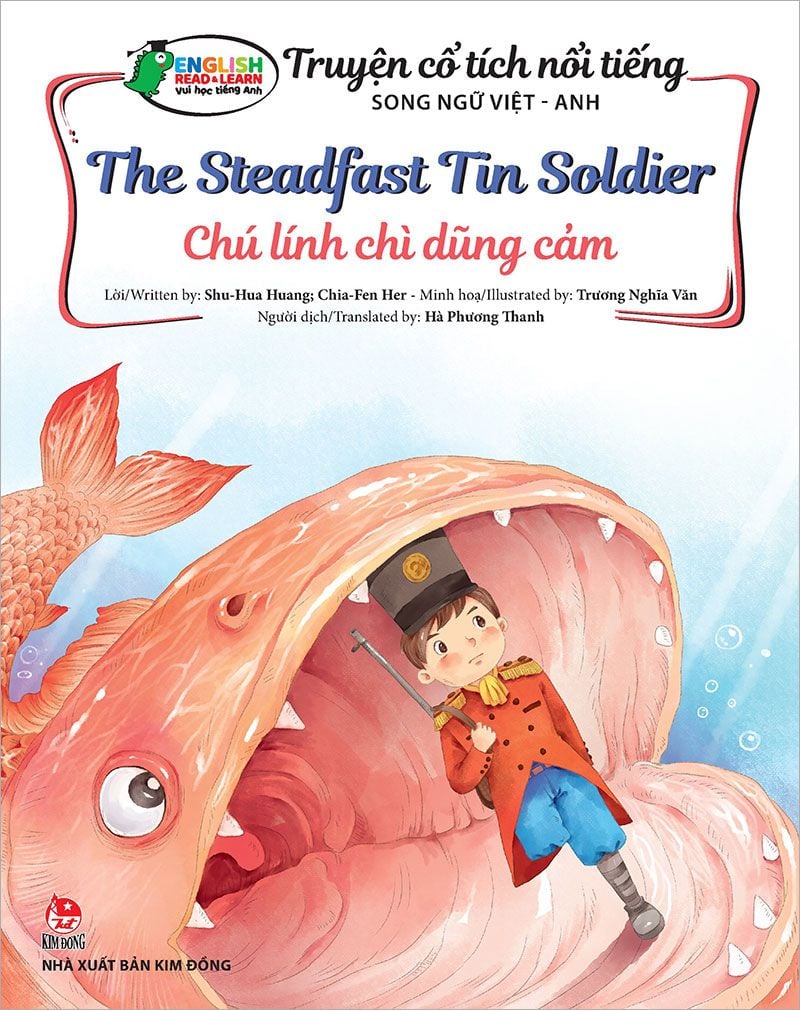 ENGLISH
READ & LEARN
Vui học tiếng Anh
Truyện cổ tích nổi tiếng
SONG NGỮ VIỆT - ANH
The Steadfast Tin Soldier
Chú lính chì dũng cảm
Lời/Written by: Shu-Hua Huang; Chia-Fen Her - Minh hoạ/Illustrated by: Trương Nghĩa Văn
Người dịch/Translated by: Hà Phương Thanh
KIM ĐỒNG
NHÀ XUẤT BẢN KIM ĐỒNG